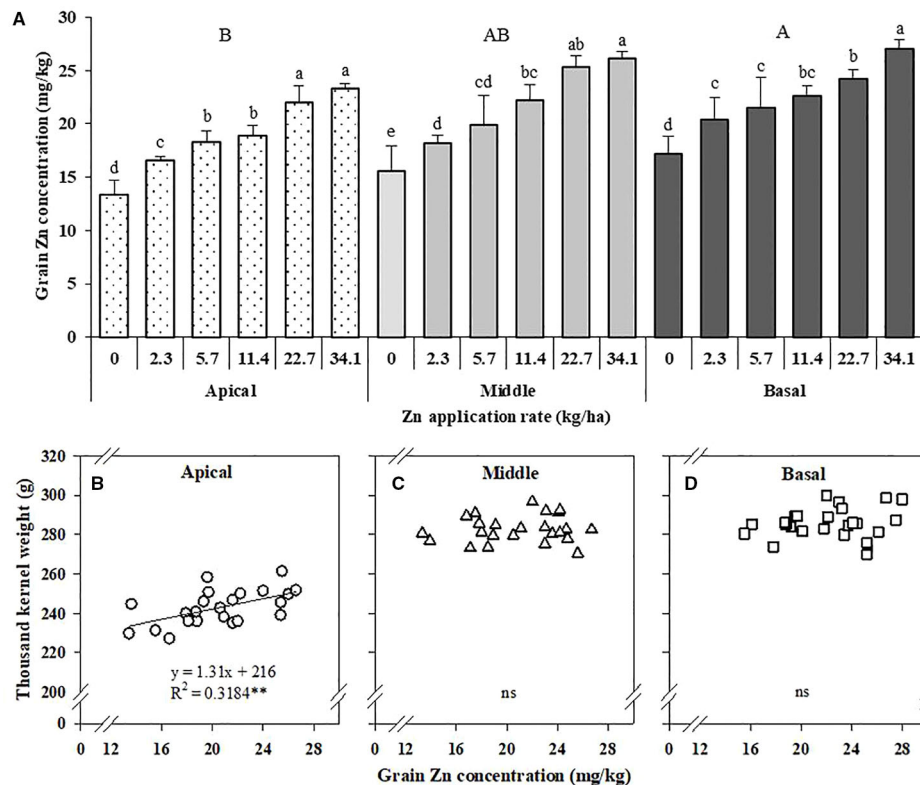 A
30
25
20
15
10
5
0
Grain Zn concentration (mg/kg)
B
AB
A
d c b b a a
e d cd bc ab a
d c c bc b a
0 2.3 5.7 11.4 22.7 34.1 0 2.3 5.7 11.4 22.7 34.1 0 2.3 5.7 11.4 22.7 34.1
Apical Middle Basal
Zn application rate (kg/ha)
Thousand kernel weight (g)
320
300
280
260
240
220
200
0
B Apical
y = 1.31x + 216
R² = 0.3184**
0 12 16 20 24 28
C Middle
ns
0 12 16 20 24 28
D Basal
ns
0 12 16 20 24 28
Grain Zn concentration (mg/kg)